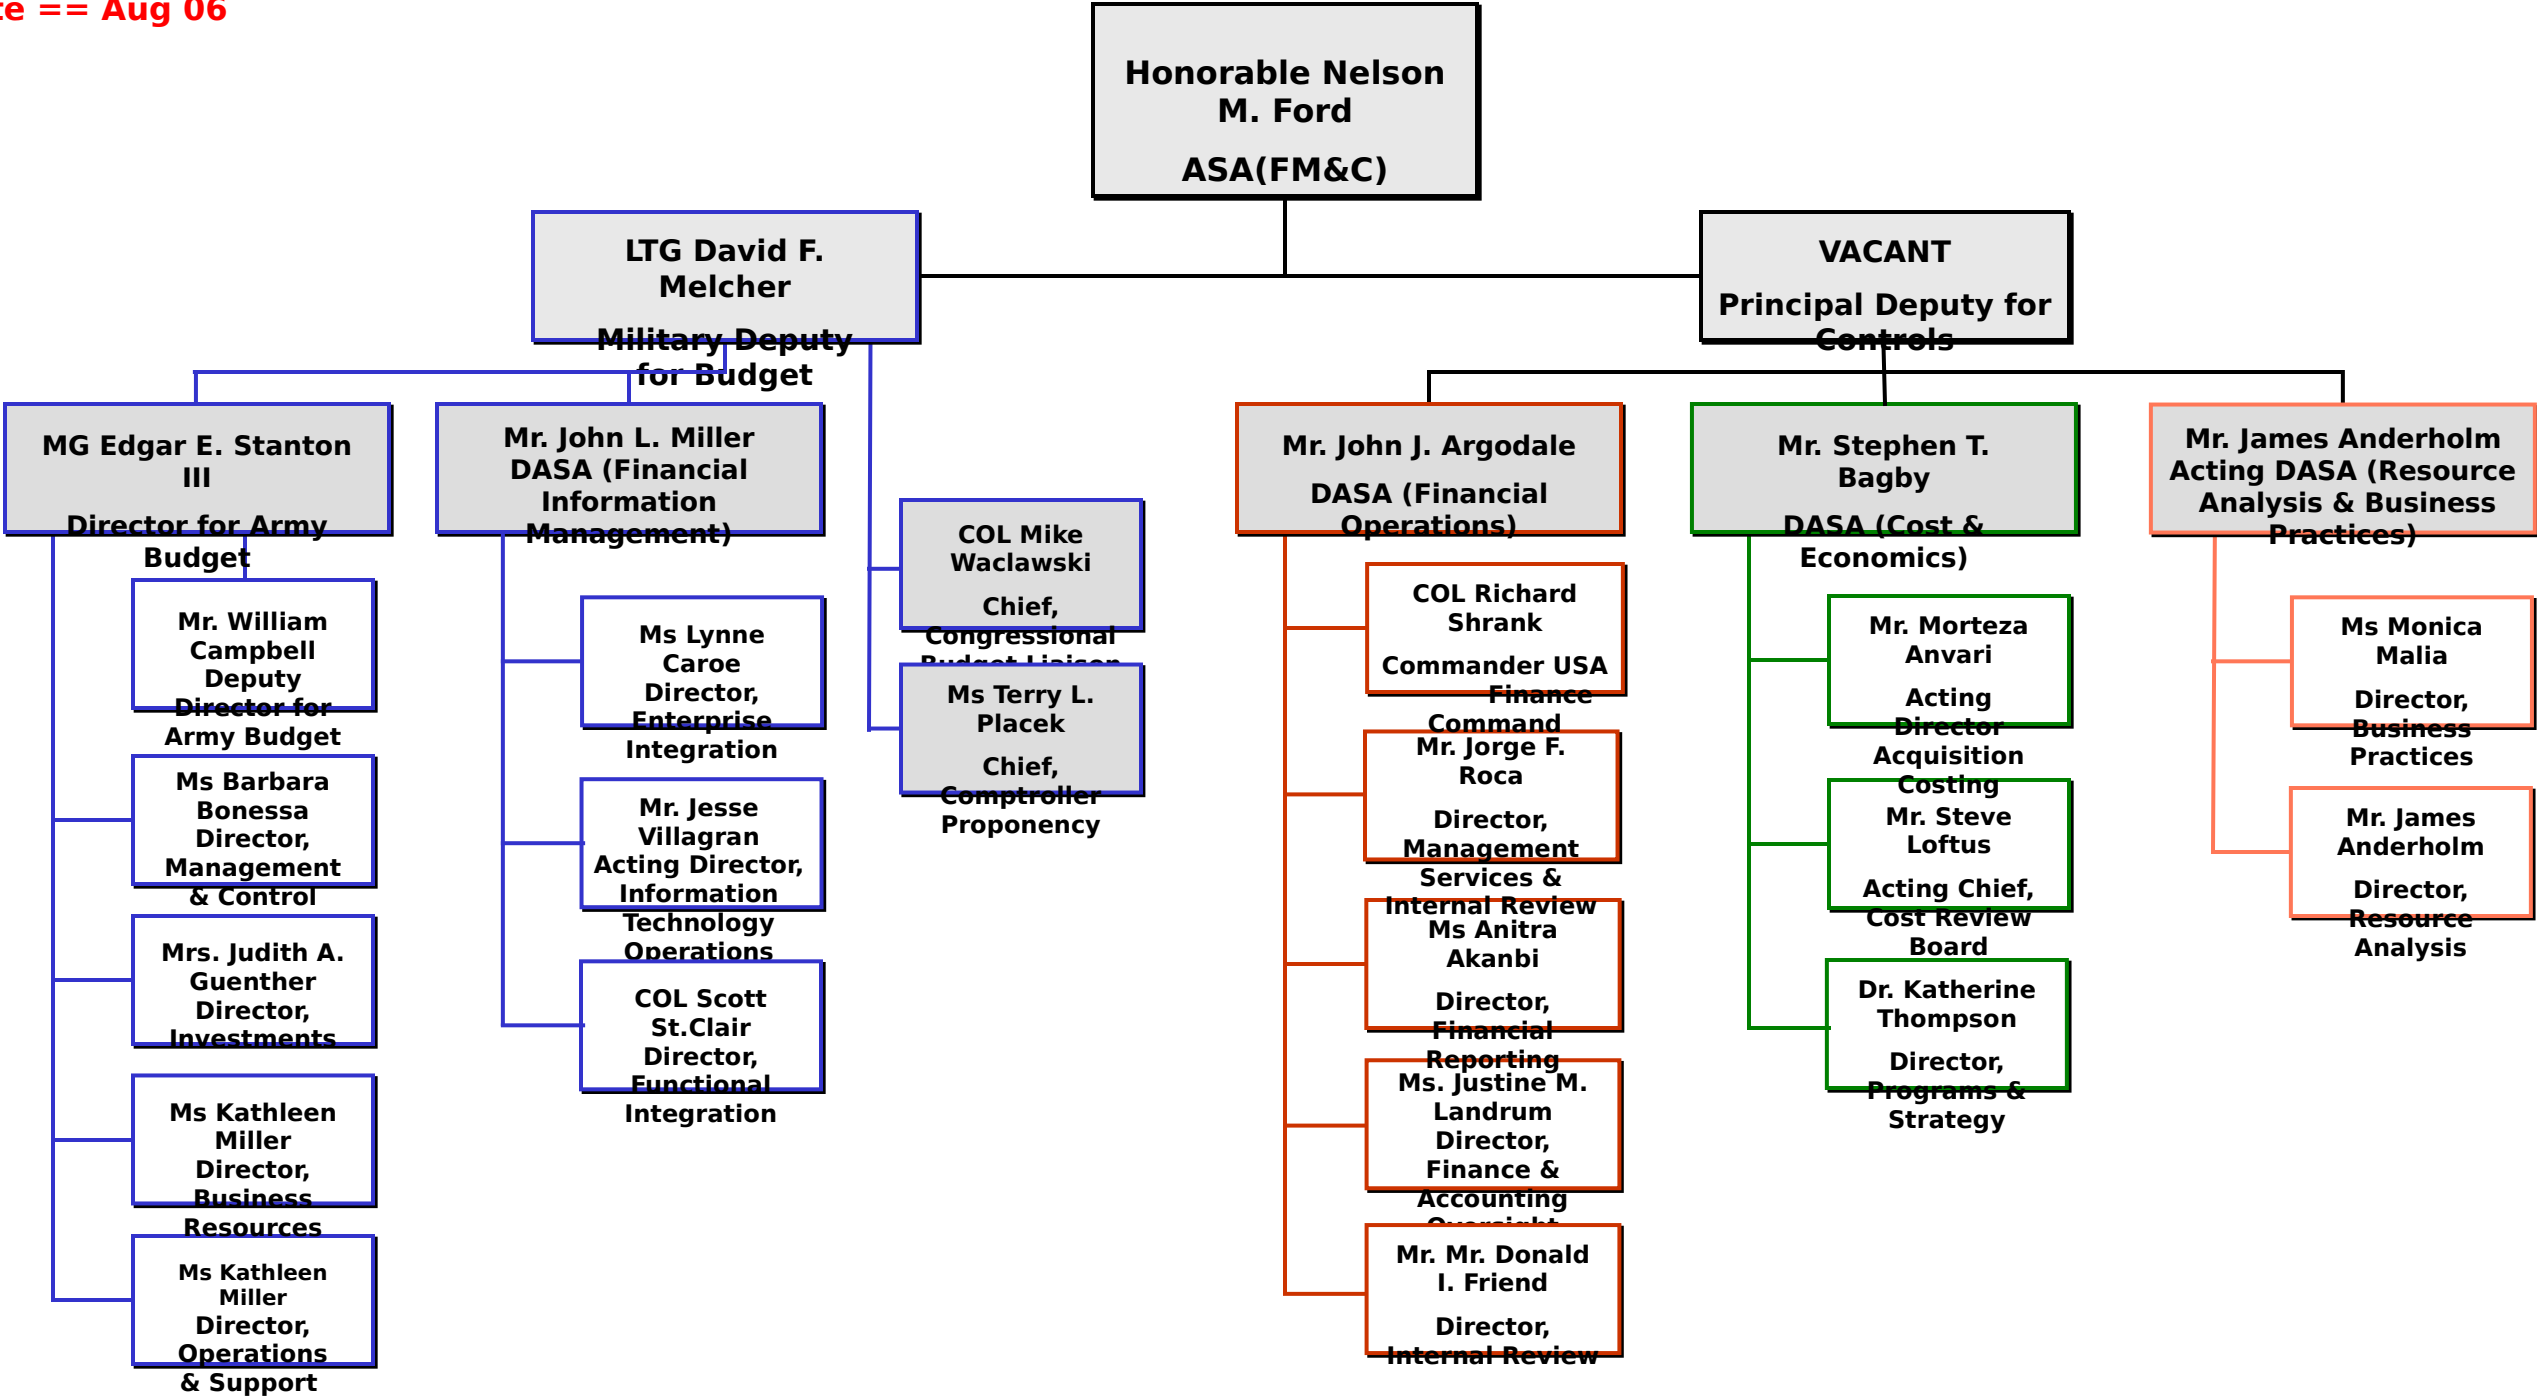 == Aug 06
Honorable Nelson
M. Ford
ASA(FM&C)
LTG David F.
Melcher
Military Deputy
for Budget
VACANT
Principal Deputy for
Controls
MG Edgar E. Stanton
III
Director for Army
Budget
Mr. William
Campbell
Deputy
Director for
Army Budget
Ms Barbara
Bonessa
Director,
Management
& Control
Mrs. Judith A.
Guenther
Director,
Investments
Ms Kathleen
Miller
Director,
Business
Resources
Ms Kathleen
Miller
Director,
Operations
& Support
Mr. John L. Miller
DASA (Financial
Information
Management)
Ms Lynne
Caroe
Director,
Enterprise
Integration
Mr. Jesse
Villagran
Acting Director,
Information
Technology
Operations
COL Scott
St.Clair
Director,
Functional
Integration
COL Mike
Waclawski
Chief,
Congressional
Budget Liaison
Ms Terry L.
Placek
Chief,
Comptroller
Proponency
Mr. John J. Argodale
DASA (Financial
Operations)
COL Richard
Shrank
Commander USA
Finance
Command
Mr. Jorge F.
Roca
Director,
Management
Services &
Internal Review
Ms Anitra
Akanbi
Director,
Financial
Reporting
Ms. Justine M.
Landrum
Director,
Finance &
Accounting
Oversight
Mr. Mr. Donald
I. Friend
Director,
Internal Review
Mr. Stephen T.
Bagby
DASA (Cost &
Economics)
Mr. Morteza
Anvari
Acting
Director
Acquisition
Costing
Mr. Steve
Loftus
Acting Chief,
Cost Review
Board
Dr. Katherine
Thompson
Director,
Programs &
Strategy
Mr. James Anderholm
Acting DASA (Resource
Analysis & Business
Practices)
Ms Monica
Malia
Director,
Business
Practices
Mr. James
Anderholm
Director,
Resource
Analysis